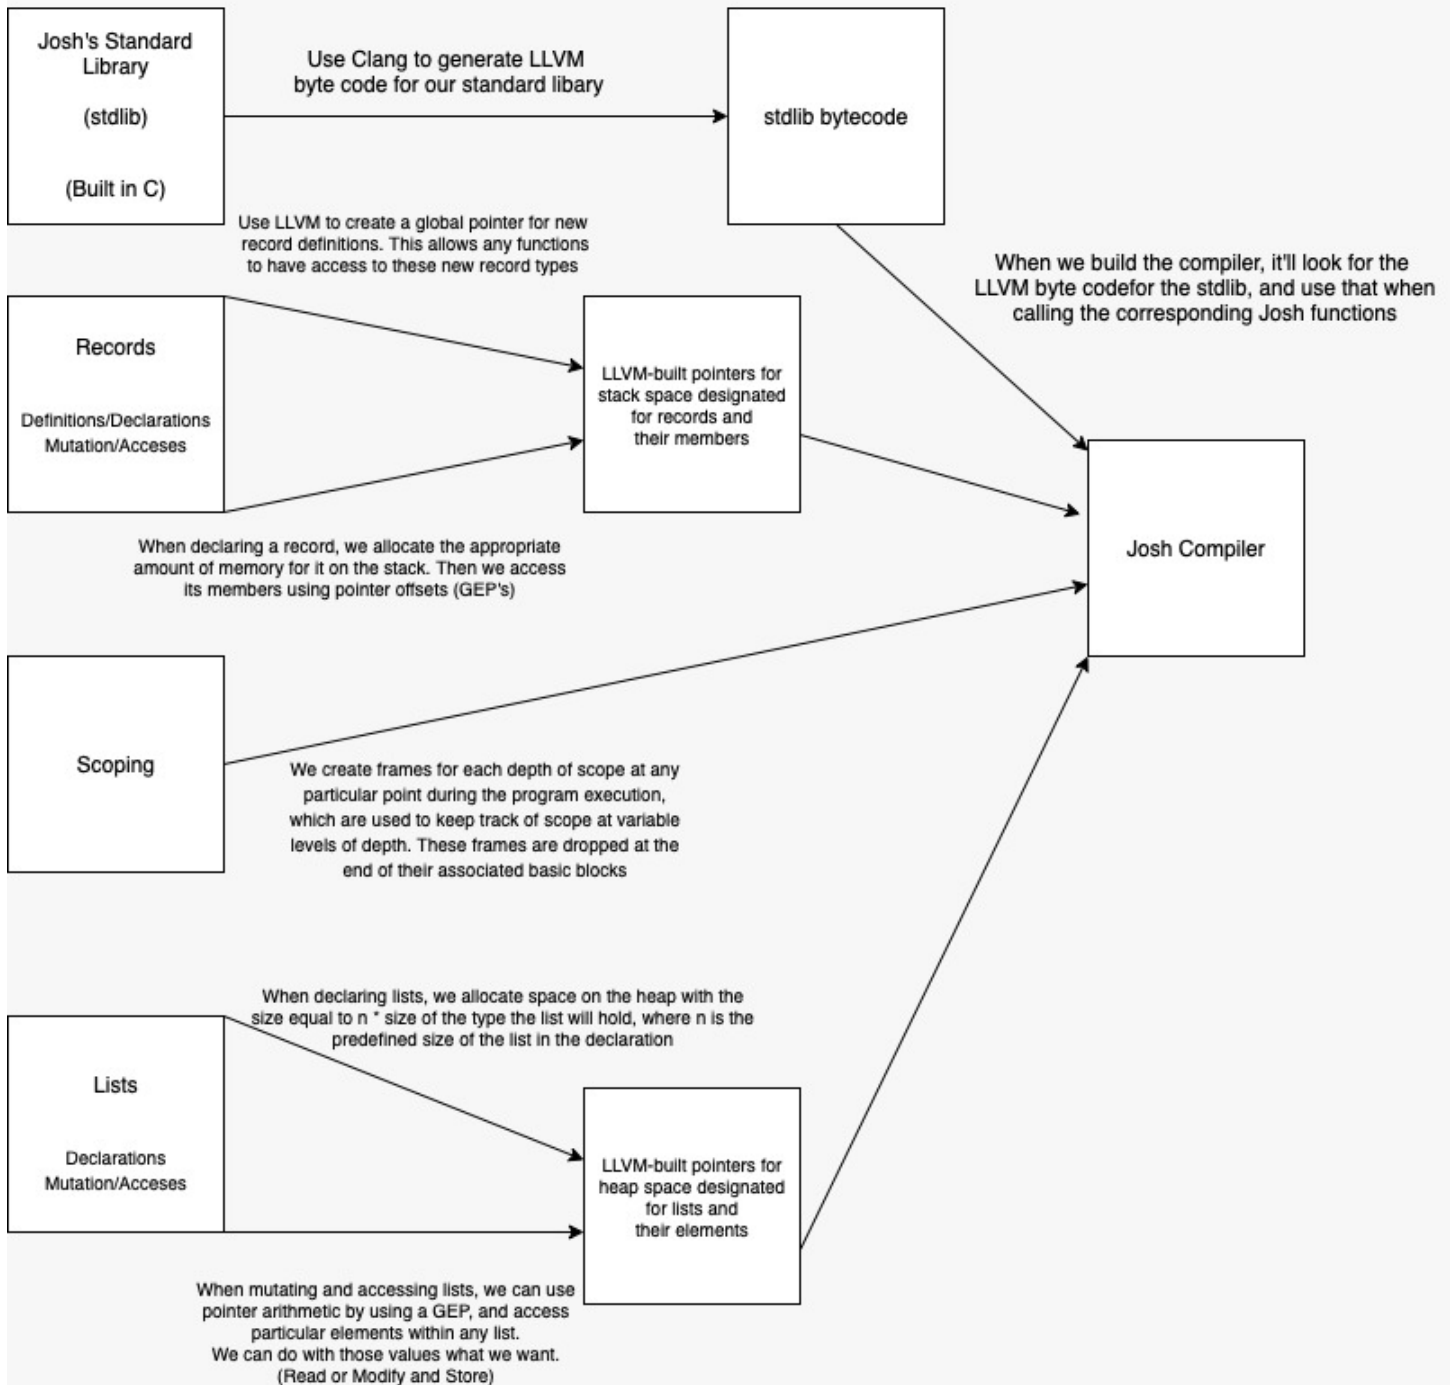 Josh's Standard
Library
(stdlib)
(Built in C)
Use Clang to generate LLVM
byte code for our standard libary
stdlib bytecode
Use LLVM to create a global pointer for new
record definitions. This allows any functions
to have access to these new record types
When we build the compiler, it'll look for the
LLVM byte codefor the stdlib, and use that when
calling the corresponding Josh functions
Records
Definitions/Declarations
Mutation/Acceses
LLVM-built pointers for
stack space designated
for records and
their members
Josh Compiler
When declaring a record, we allocate the appropriate
amount of memory for it on the stack. Then we access
its members using pointer offsets (GEP's)
Scoping
We create frames for each depth of scope at any
particular point during the program execution,
which are used to keep track of scope at variable
levels of depth. These frames are dropped at the
end of their associated basic blocks
When declaring lists, we allocate space on the heap with the
size equal to n * size of the type the list will hold, where n is the
predefined size of the list in the declaration
Lists
Declarations
Mutation/Acceses
LLVM-built pointers for
heap space designated
for lists and
their elements
When mutating and accessing lists, we can use
pointer arithmetic by using a GEP, and access
particular elements within any list.
We can do with those values what we want.
(Read or Modify and Store)